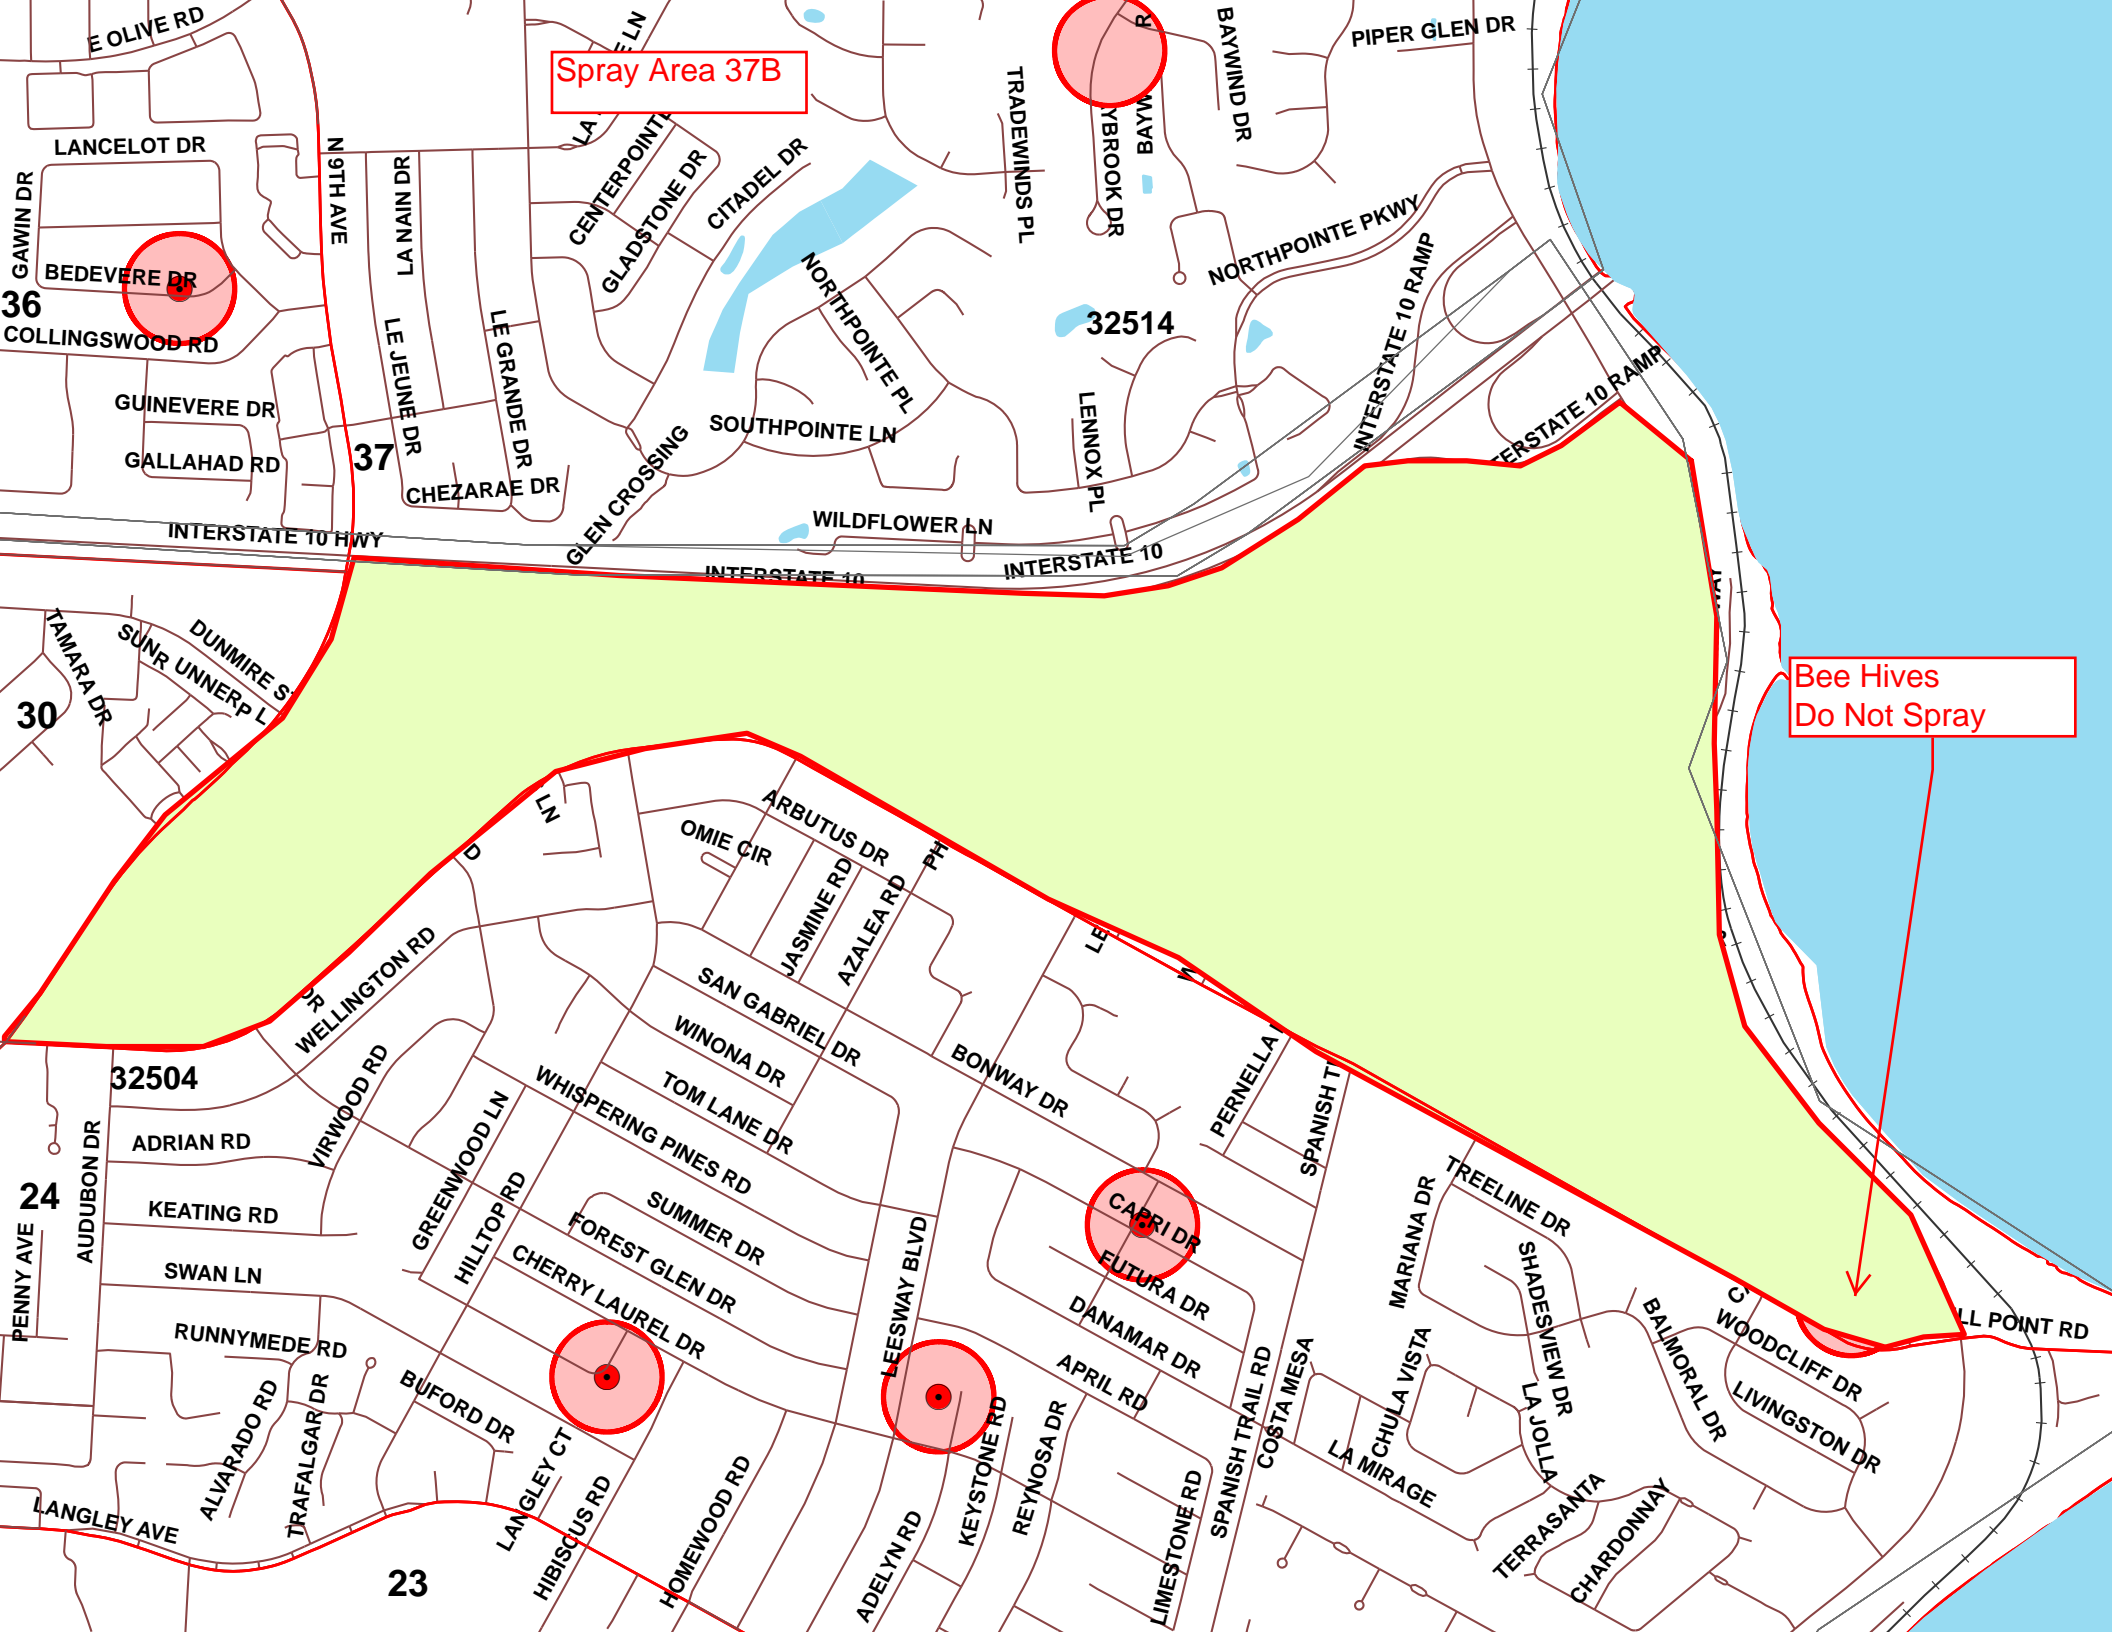 E OLIVE RD
Spray Area 37B
BAYWIND DR
PIPER GLEN DR
LANCELOT DR
N 9TH AVE
LA NAIN DR
CENTERPOINTE
GLADSTONE DR
CITADEL DR
TRADEWINDS PL
GAWIN DR
BEDEVERE DR
36
COLLINGSWOOD RD
NORTHPOINTE PKWY
INTERSTATE 10 RAMP
NORTHPOINTE PL
32514
LE JEUNE DR
LE GRANDE DR
GUINEVERE DR
GALLAHAD RD
37
CHEZARAE DR
GLEN CROSSING
SOUTHPOINTE LN
LENNOX PL
INTERSTATE 10 HWY
WILDFLOWER LN
INTERSTATE 10
INTERSTATE 10
TAMARA DR
DUNMIRE S
30
Bee Hives
Do Not Spray
LN
D
ARBUTUS DR
OMIE CIR
JASMINE RD
AZALEA RD
PH
LE
DR
WELLINGTON RD
SAN GABRIEL DR
WINONA DR
TOM LANE DR
BONWAY DR
PERNELLA
SPANISH T
32504
ADRIAN RD
VIRWOOD RD
WHISPERING PINES RD
GREENWOOD LN
HILLTOP RD
24
AUDUBON DR
PENNY AVE
KEATING RD
SWAN LN
RUNNYMEDE RD
SUMMER DR
FOREST GLEN DR
CHERRY LAUREL DR
LEESWAY BLVD
CAPRI DR
FUTURA DR
DANAMAR DR
APRIL RD
MARIANA DR
TREELINE DR
SHADESVIEW DR
BALMORAL DR
C
WOODCLIFF DR
LL POINT RD
LIVINGSTON DR
BUFORD DR
ALVARADO RD
TRAFALGAR DR
LANGLEY AVE
LANGLEY CT
HIBISCUS RD
HOMEWOOD RD
ADELYN RD
KEYSTONE RD
REYNOSA DR
LIMESTONE RD
SPANISH TRAIL RD
COSTA MESA
CHULA VISTA
LA MIRAGE
LA JOLLA
TERRASANTA
CHARDONNAY
23